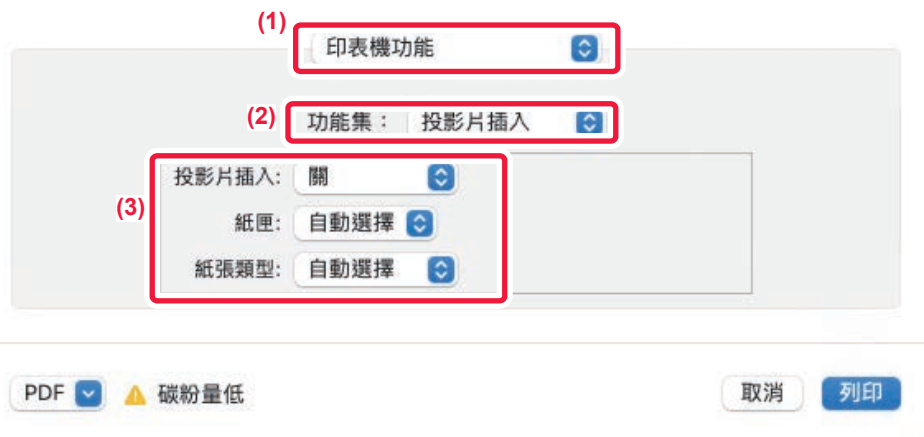 (1)
印表機功能
(2) 功能集： 投影片插入
投影片插入: 關
(3)
紙匣: 自動選擇
紙張類型: 自動選擇
PDF 碳粉量低 取消 列印